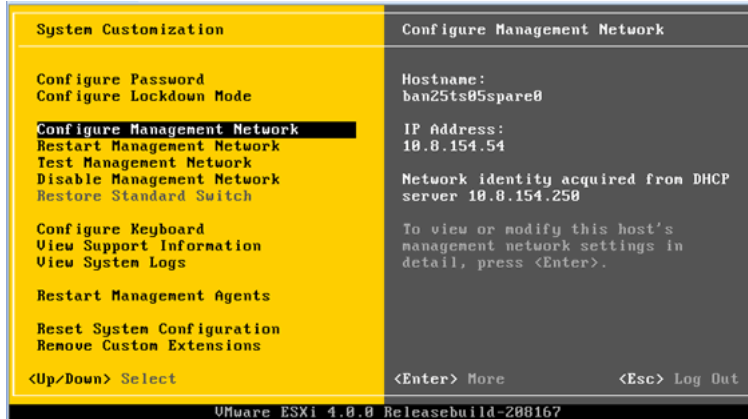 System Customization
Configure Password
Configure Lockdown Mode
Configure Management Network
Restart Management Network
Test Management Network
Disable Management Network
Restore Standard Switch
Configure Keyboard
View Support Information
View System Logs
Restart Management Agents
Reset System Configuration
Remove Custom Extensions
<Up/Down> Select
Configure Management Network
Hostname:
ban25ts05spare0
IP Address:
10.8.154.54
Network identity acquired from DHCP
server 10.8.154.250
To view or modify this host's
management network settings in
detail, press <Enter>.
<Enter> More
<Esc> Log Out
VMware ESXi 4.0.0 Releasebuild-208167